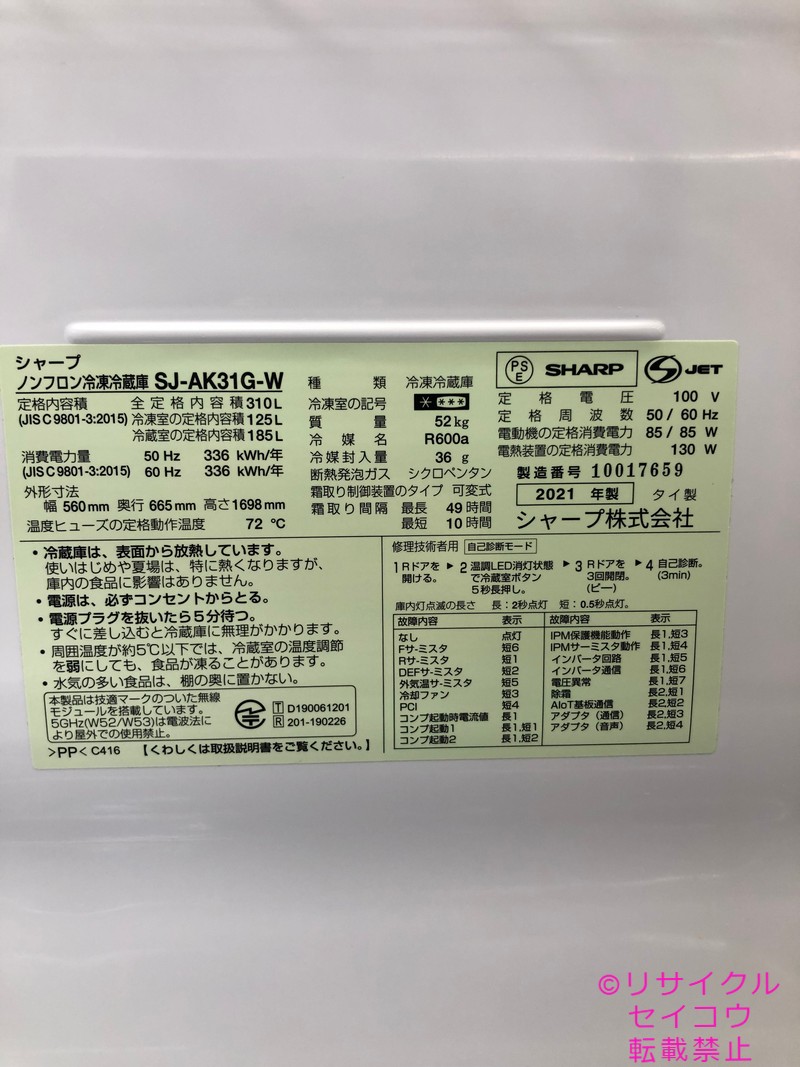 シャープ
ノンフロン冷凍冷蔵庫 SJ-AK31G-W
定格内容積 全定格内容積 310L
(JIS C 9801-3:2015) 冷凍室の定格内容積 125L
冷蔵室の定格内容積 185L
消費電力量 50 Hz 336 kWh/年
(JIS C 9801-3:2015) 60 Hz 336 kWh/年
外形寸法
幅 560mm 奥行 665mm 高さ 1698mm
温度ヒューズの定格動作温度 72 ℃
種類 冷凍冷蔵庫
冷凍室の記号 ****
質量 52 kg
冷媒名 R600a
冷媒封入量 36 g
断熱発泡ガス シクロペンタン
霜取り制御装置のタイプ 可変式
霜取り間隔 最長 49 時間
最短 10 時間
PSE SHARP JET
定格電圧 100 V
定格周波数 50 / 60 Hz
電動機の定格消費電力 85 / 85 W
電熱装置の定格消費電力 130 W
製造番号 10017659
2021 年製 タイ製
シャープ株式会社
・冷蔵庫は、表面から放熱しています。
使いはじめや夏場は、特に熱くなりますが、
庫内の食品に影響はありません。
・電源は、必ずコンセントからとる。
・電源プラグを抜いたら5分待つ。
すぐに差し込むと冷蔵庫に無理がかかります。
・周囲温度が約5℃以下では、冷蔵室の温度調節
を弱にしても、食品が凍ることがあります。
・水気の多い食品は、棚の奥に置かない。
本製品は技適マークのついた無線
モジュールを搭載しています。
5GHz(W52/W53)は電波法に
より屋外での使用禁止。
T D190061201
R 201-190226
>PP< C416 【くわしくは取扱説明書をご覧ください。】
修理技術者用 自己診断モード
1 Rドアを開ける。 ▶ 2 温調LED消灯状態で冷蔵室ボタン5秒長押し。 ▶ 3 Rドアを3回開閉。(ピー) ▶ 4 自己診断。(3min)
庫内灯点滅の長さ 長:2秒点灯 短:0.5秒点灯。
故障内容 表示
なし 点灯
Fサーミスタ 短6
Rサーミスタ 短1
DEFサーミスタ 短2
外気温サーミスタ 短5
冷却ファン 短3
PCI 短4
コンプ起動時電流値 長1
コンプ起動1 長1,短1
コンプ起動2 長1,短2
故障内容 表示
IPM保護機能動作 長1,短3
IPMサーミスタ動作 長1,短4
インバータ回路 長1,短5
インバータ通信 長1,短6
電圧異常 長1,短7
除霜 長2,短1
AIoT基板通信 長2,短2
アダプタ(通信) 長2,短3
アダプタ(音声) 長2,短4
©リサイクル
セイコウ
転載禁止